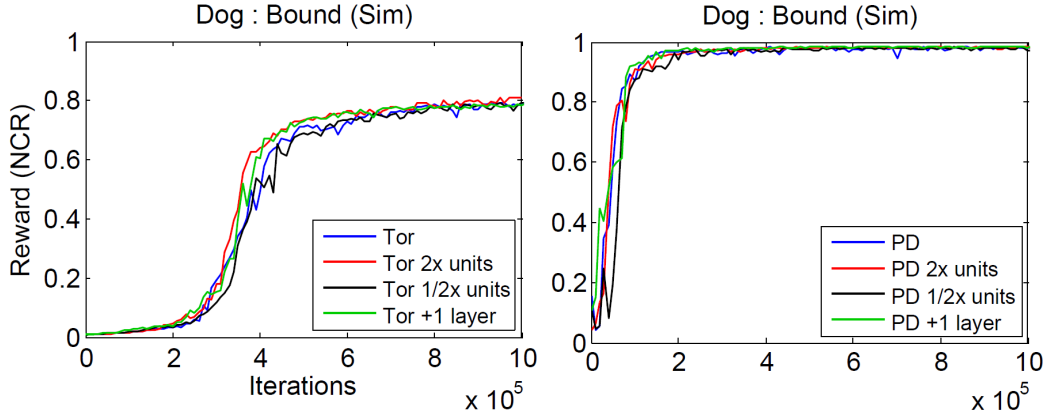 Dog : Bound (Sim)
Reward (NCR)
1
0.8
0.6
0.4
0.2
0
Tor
Tor 2x units
Tor 1/2x units
Tor +1 layer
0 2 4 6 8 10
Iterations
x 10^5
Dog : Bound (Sim)
1
0.8
0.6
0.4
0.2
0
PD
PD 2x units
PD 1/2x units
PD +1 layer
0 2 4 6 8 10
x 10^5